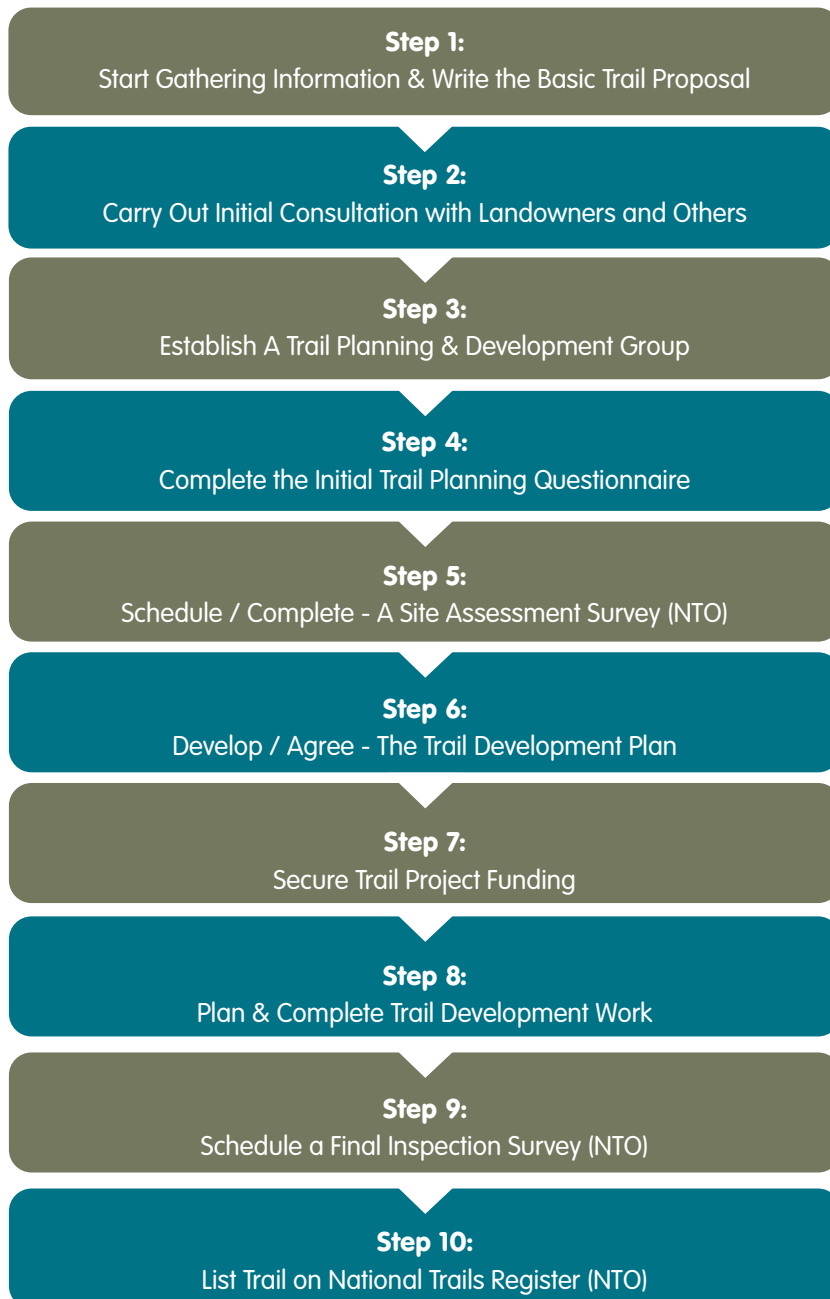 Step 1:
Start Gathering Information & Write the Basic Trail Proposal
Step 2:
Carry Out Initial Consultation with Landowners and Others
Step 3:
Establish A Trail Planning & Development Group
Step 4:
Complete the Initial Trail Planning Questionnaire
Step 5:
Schedule / Complete - A Site Assessment Survey (NTO)
Step 6:
Develop / Agree - The Trail Development Plan
Step 7:
Secure Trail Project Funding
Step 8:
Plan & Complete Trail Development Work
Step 9:
Schedule a Final Inspection Survey (NTO)
Step 10:
List Trail on National Trails Register (NTO)